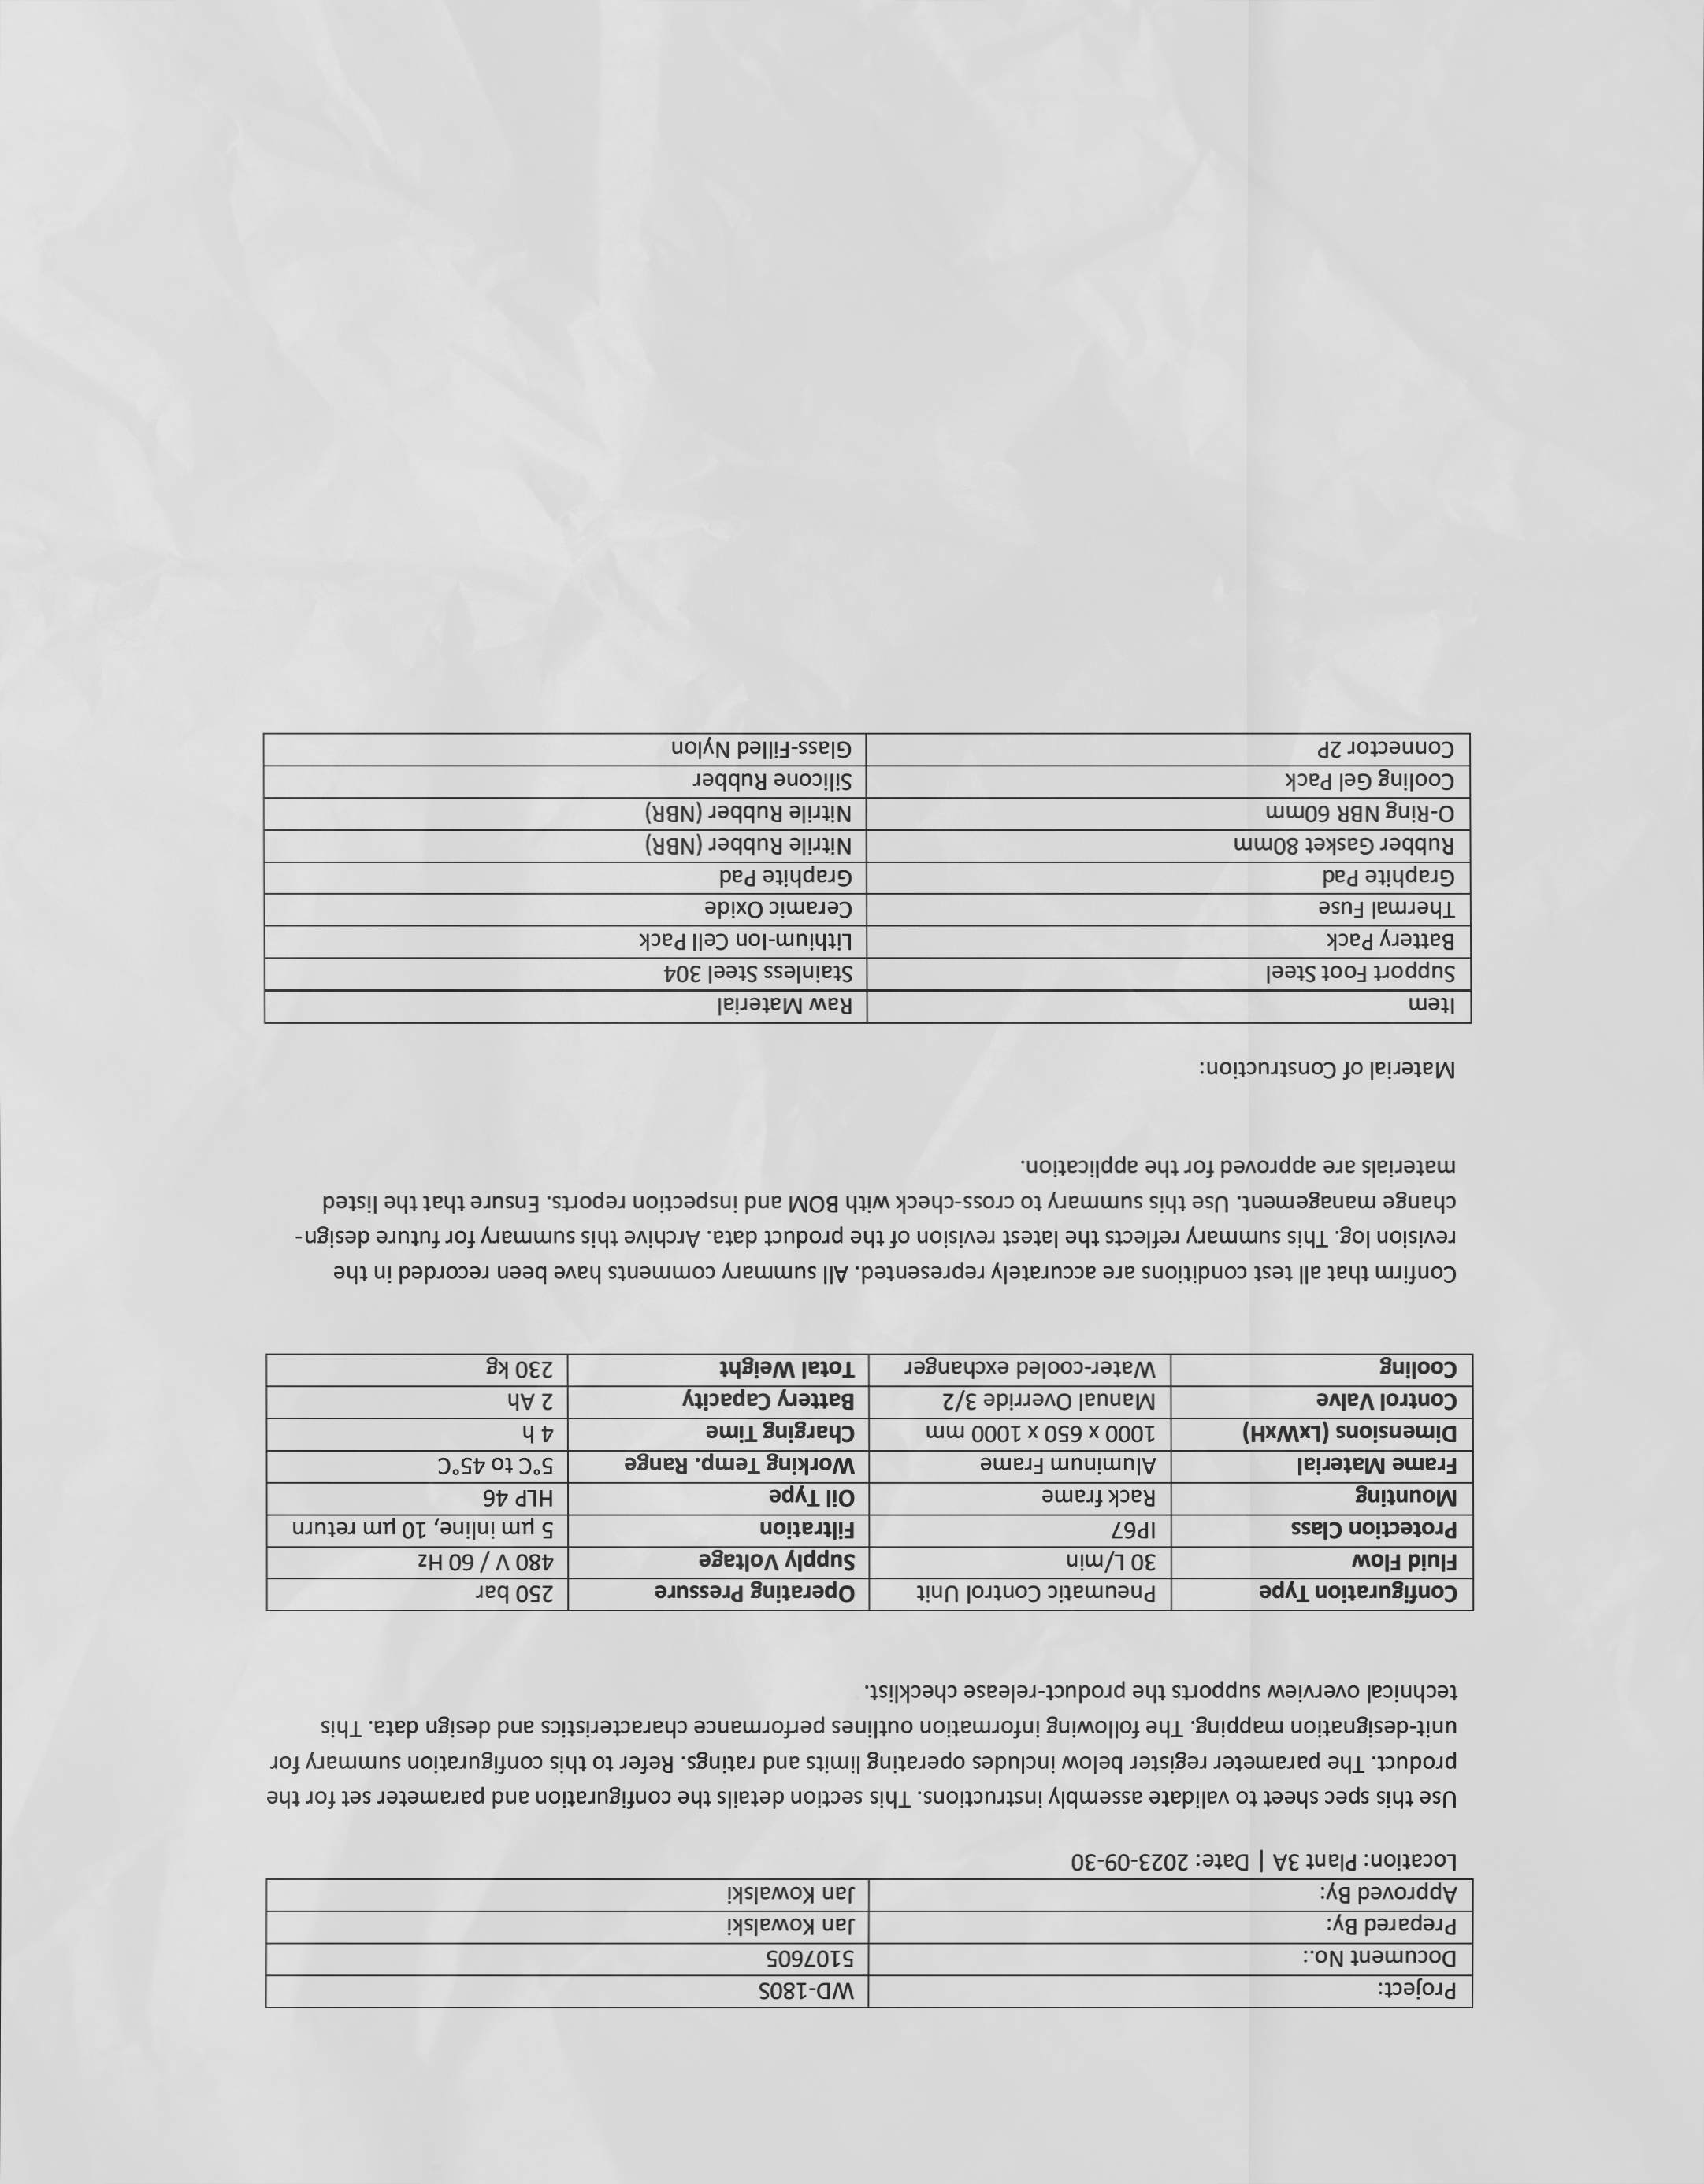 Project: WD-180S
Document No.: 5107605
Prepared By: Jan Kowalski
Approved By: Jan Kowalski
Location: Plant 3A | Date: 2023-09-30
Use this spec sheet to validate assembly instructions. This section details the configuration and parameter set for the
product. The parameter register below includes operating limits and ratings. Refer to this configuration summary for
unit-designation mapping. The following information outlines performance characteristics and design data. This
technical overview supports the product-release checklist.
Configuration Type Pneumatic Control Unit Operating Pressure 250 bar
Fluid Flow 30 L/min Supply Voltage 480 V / 60 Hz
Protection Class IP67 Filtration 5 µm inline, 10 µm return
Mounting Rack frame Oil Type HLP 46
Frame Material Aluminum Frame Working Temp. Range 5°C to 45°C
Dimensions (LxWxH) 1000 x 650 x 1000 mm Charging Time 4 h
Control Valve Manual Override 3/2 Battery Capacity 2 Ah
Cooling Water-cooled exchanger Total Weight 230 kg
Confirm that all test conditions are accurately represented. All summary comments have been recorded in the
revision log. This summary reflects the latest revision of the product data. Archive this summary for future design-
change management. Use this summary to cross-check with BOM and inspection reports. Ensure that the listed
materials are approved for the application.
Material of Construction:
Item Raw Material
Support Foot Steel Stainless Steel 304
Battery Pack Lithium-Ion Cell Pack
Thermal Fuse Ceramic Oxide
Graphite Pad Graphite Pad
Rubber Gasket 80mm Nitrile Rubber (NBR)
O-Ring NBR 60mm Nitrile Rubber (NBR)
Cooling Gel Pack Silicone Rubber
Connector 2P Glass-Filled Nylon